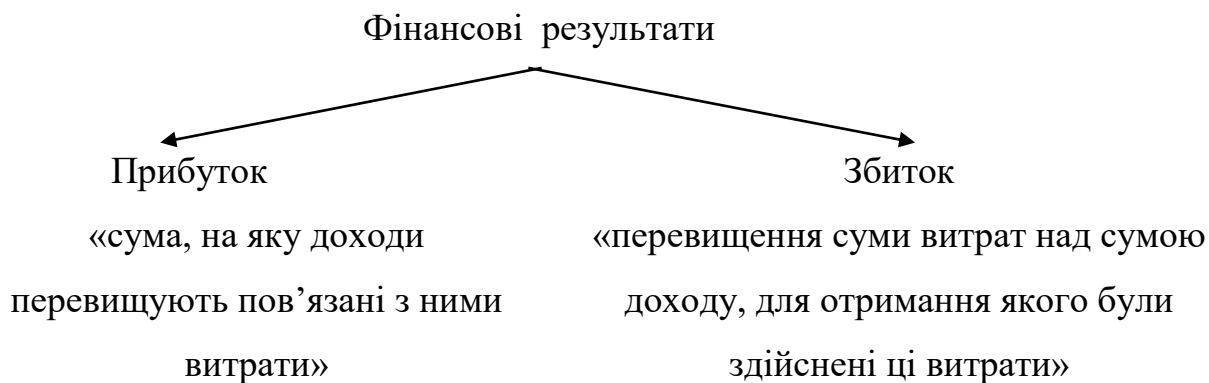 Фінансові результати
Прибуток
«сума, на яку доходи
перевищують пов’язані з ними
витрати»
Збиток
«перевищення суми витрат над сумою
доходу, для отримання якого були
здійснені ці витрати»